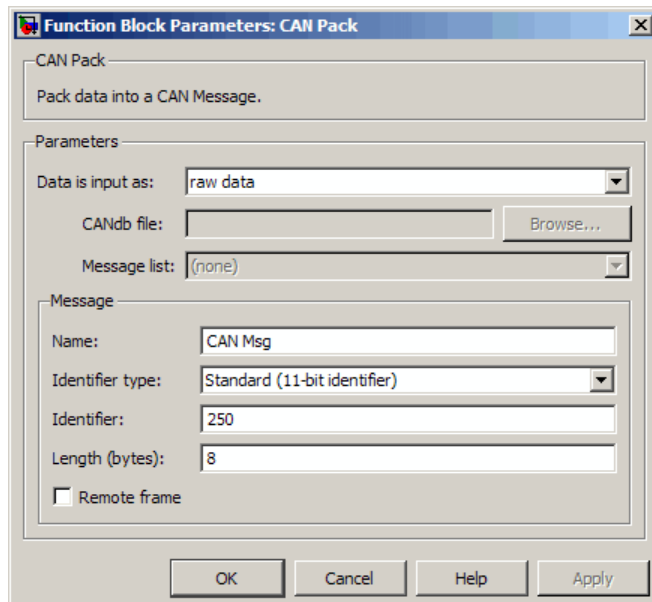 Function Block Parameters: CAN Pack
CAN Pack
Pack data into a CAN Message.
Parameters
Data is input as: raw data
CANdb file: Browse...
Message list: (none)
Message
Name: CAN Msg
Identifier type: Standard (11-bit identifier)
Identifier: 250
Length (bytes): 8
Remote frame
OK Cancel Help Apply